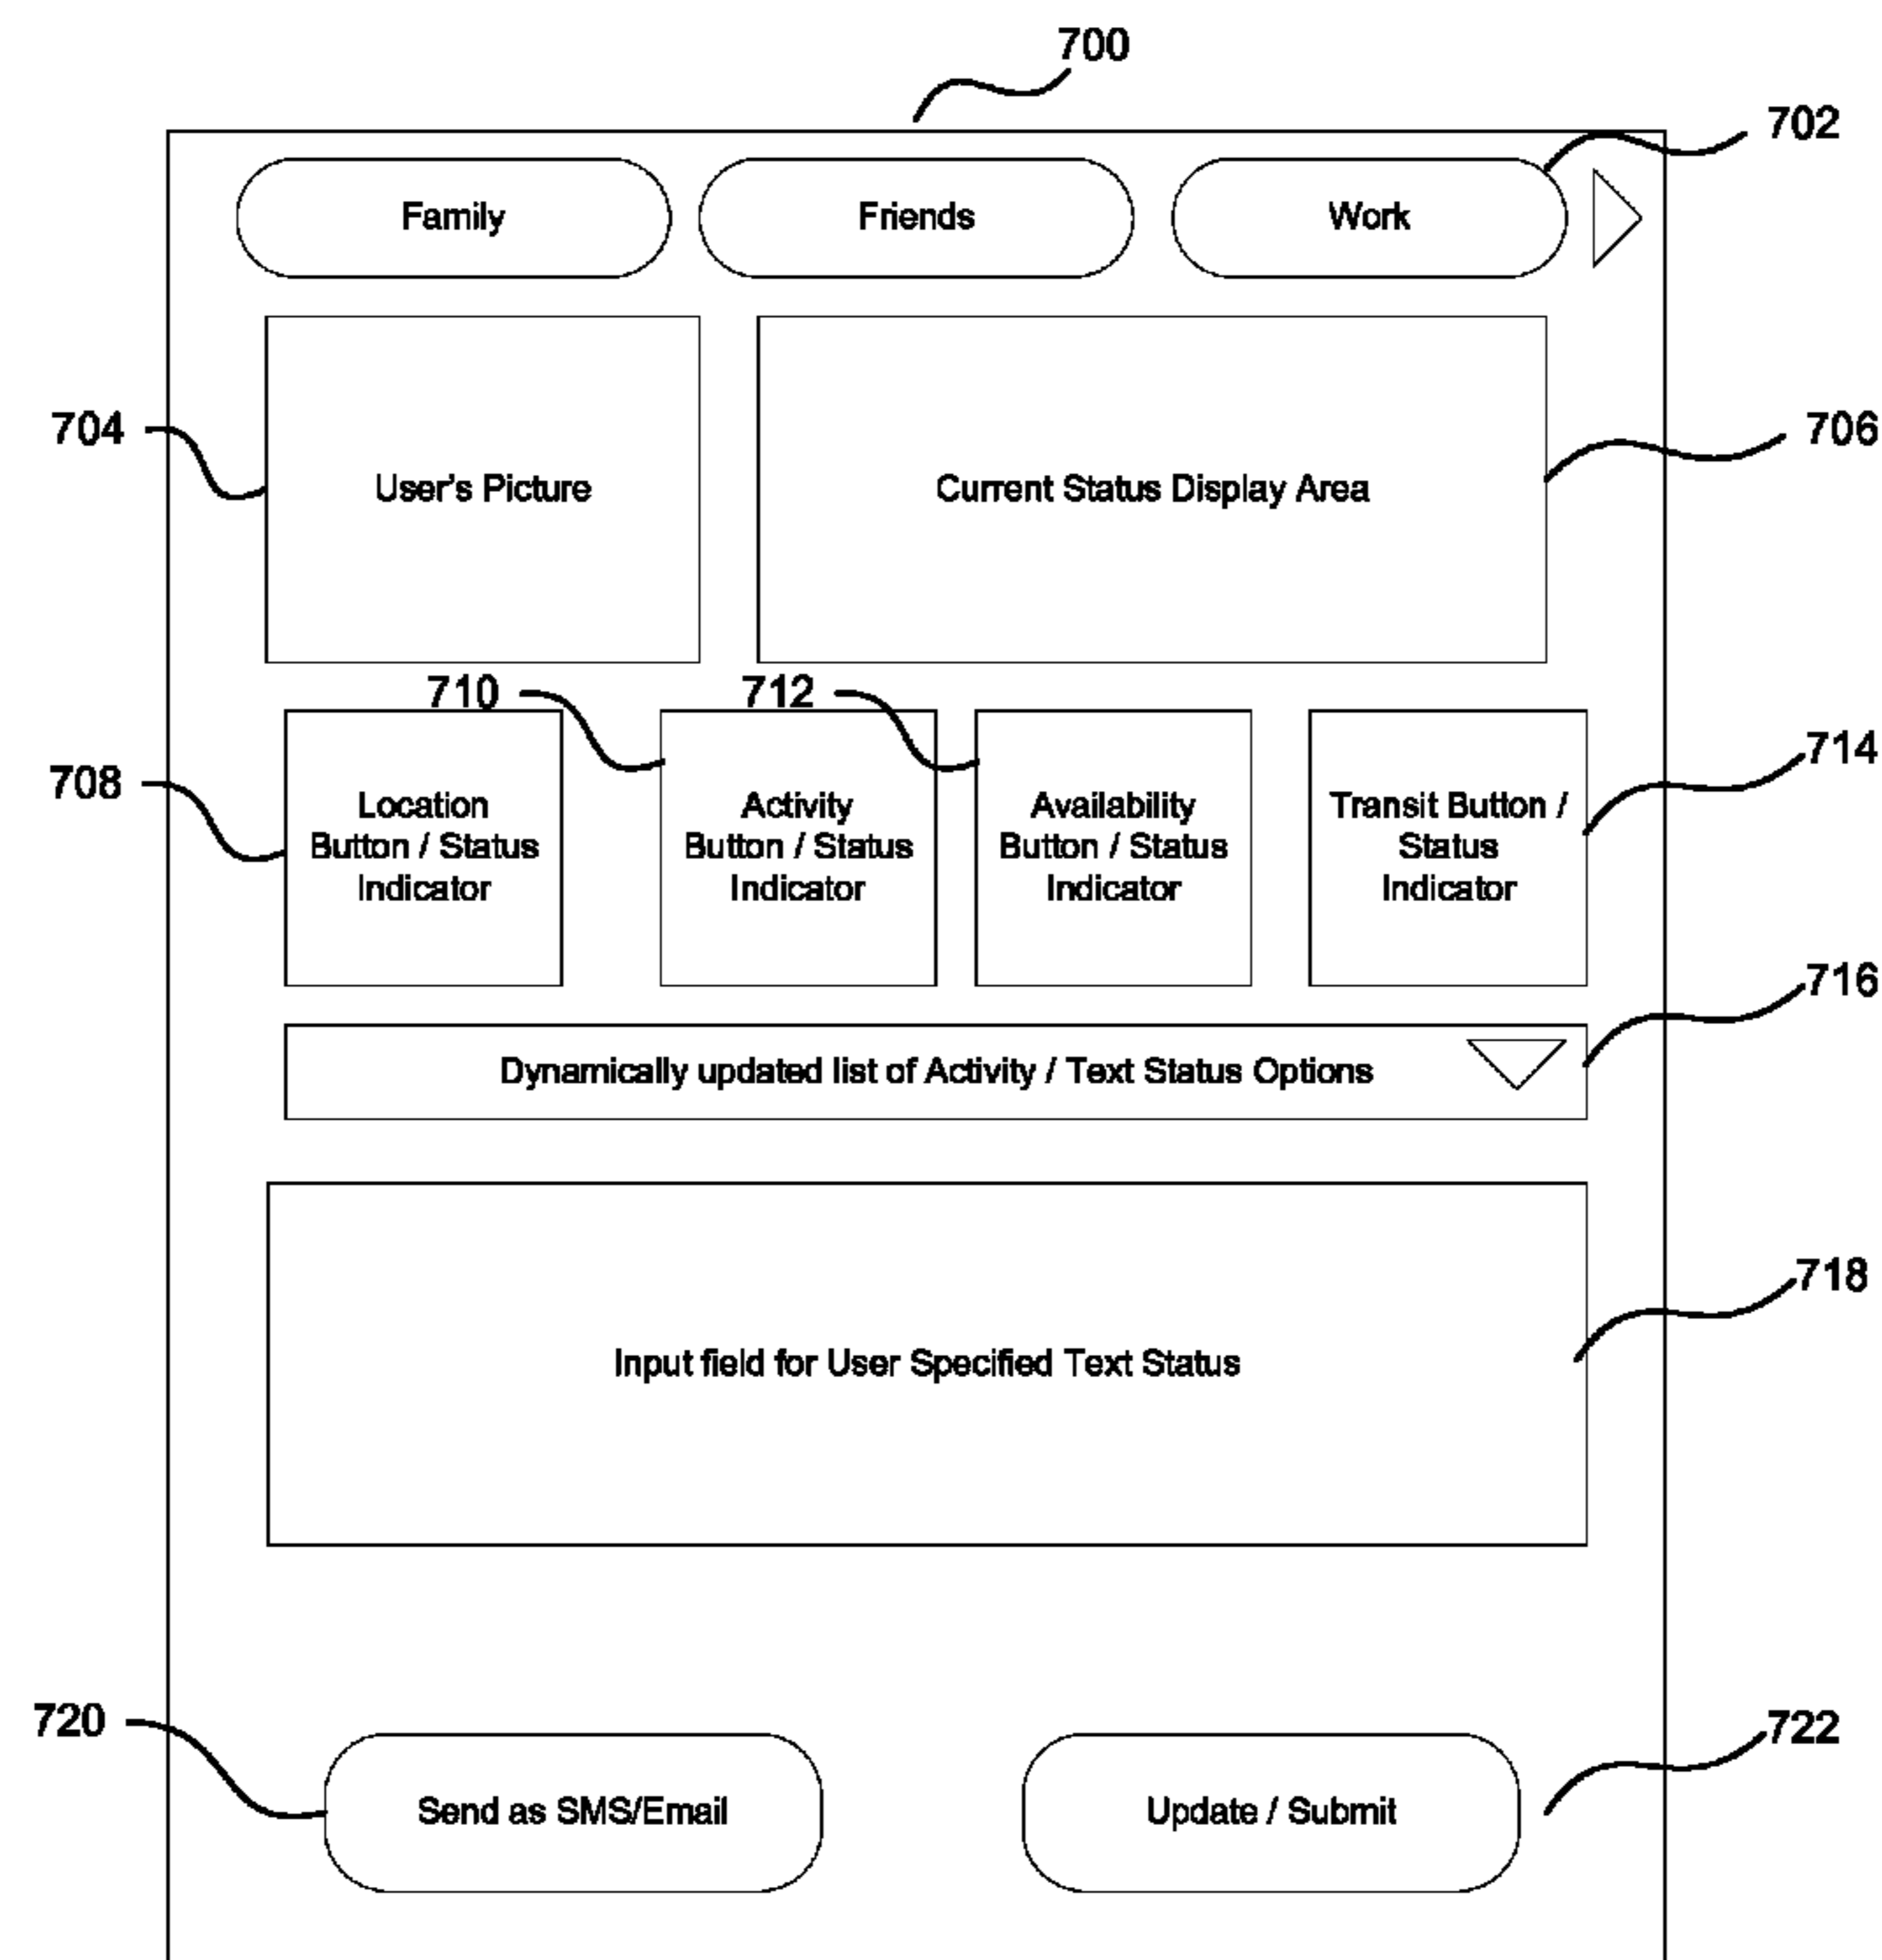 700
702
Family
Friends
Work
704
User's Picture
Current Status Display Area
706
710
712
708
Location
Button / Status
Indicator
Activity
Button / Status
Indicator
Availability
Button / Status
Indicator
Transit Button /
Status
Indicator
714
716
Dynamically updated list of Activity / Text Status Options
718
Input field for User Specified Text Status
720
Send as SMS/Email
Update / Submit
722